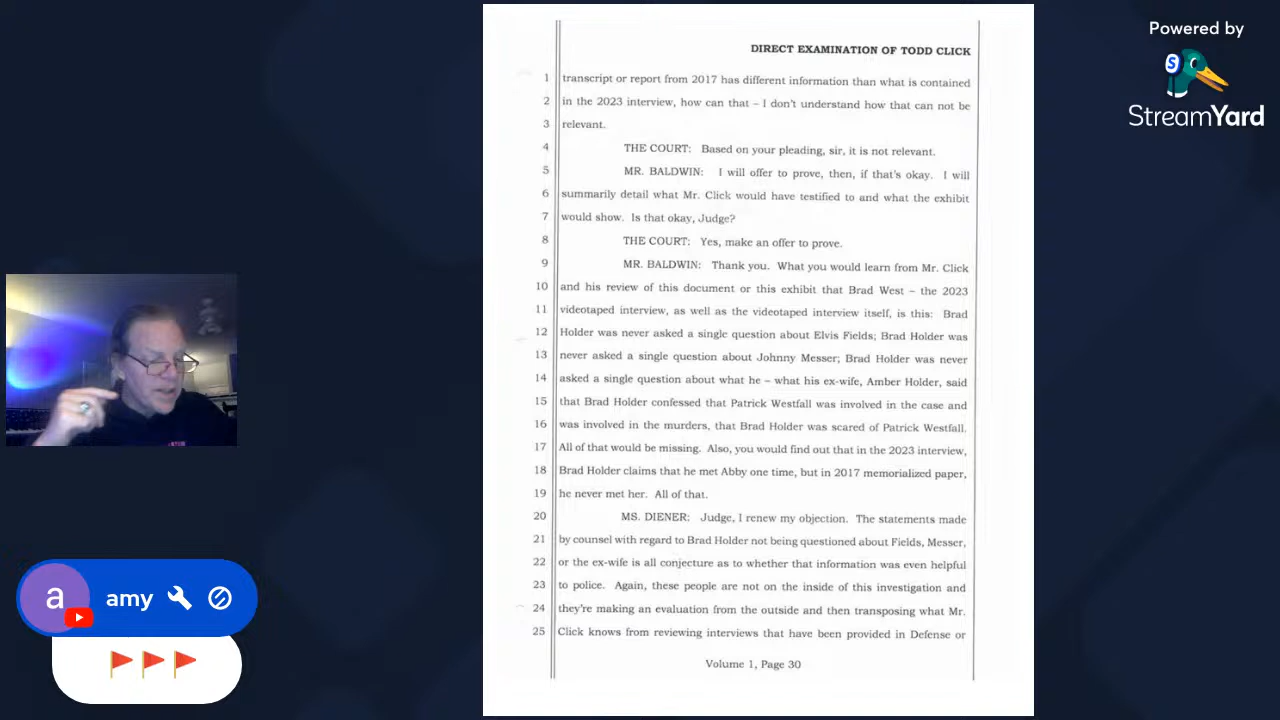 Powered by
StreamYard
DIRECT EXAMINATION OF TODD CLICK
1 transcript or report from 2017 has different information than what is contained
2 in the 2023 interview, how can that – I don't understand how that can not be
3 relevant.
4 THE COURT: Based on your pleading, sir, it is not relevant.
5 MR. BALDWIN: I will offer to prove, then, if that's okay. I will
6 summarily detail what Mr. Click would have testified to and what the exhibit
7 would show. Is that okay, Judge?
8 THE COURT: Yes, make an offer to prove.
9 MR. BALDWIN: Thank you. What you would learn from Mr. Click
10 and his review of this document or this exhibit that Brad West – the 2023
11 videotaped interview, as well as the videotaped interview itself, is this: Brad
12 Holder was never asked a single question about Elvis Fields; Brad Holder was
13 never asked a single question about Johnny Messer; Brad Holder was never
14 asked a single question about what he – what his ex-wife, Amber Holder, said
15 that Brad Holder confessed that Patrick Westfall was involved in the case and
16 was involved in the murders, that Brad Holder was scared of Patrick Westfall.
17 All of that would be missing. Also, you would find out that in the 2023 interview,
18 Brad Holder claims that he met Abby one time, but in 2017 memorialized paper,
19 he never met her. All of that.
20 MS. DIENER: Judge, I renew my objection. The statements made
21 by counsel with regard to Brad Holder not being questioned about Fields, Messer,
22 or the ex-wife is all conjecture as to whether that information was even helpful
23 to police. Again, these people are not on the inside of this investigation and
24 they're making an evaluation from the outside and then transposing what Mr.
25 Click knows from reviewing interviews that have been provided in Defense or
Volume 1, Page 30
a
amy
🚩🚩🚩